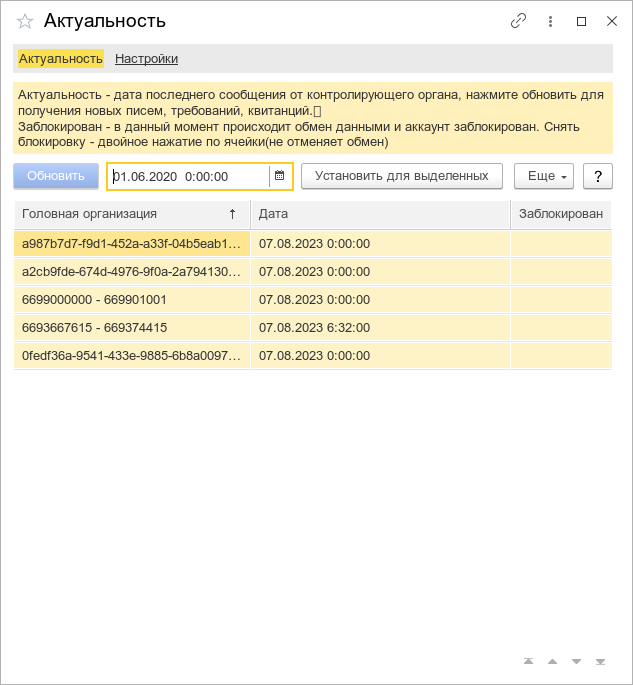 Актуальность
Актуальность Настройки
Актуальность - дата последнего сообщения от контролирующего органа, нажмите обновить для
получения новых писем, требований, квитанций.
Заблокирован - в данный момент происходит обмен данными и аккаунт заблокирован. Снять
блокировку - двойное нажатие по ячейки(не отменяет обмен)
Обновить 01.06.2020 0:00:00 Установить для выделенных Еще ?
Головная организация ↑ Дата Заблокирован
a987b7d7-f9d1-452a-a33f-04b5eab1... 07.08.2023 0:00:00
a2cb9fde-674d-4976-9f0a-2a794130... 07.08.2023 0:00:00
6699000000 - 669901001 07.08.2023 0:00:00
6693667615 - 669374415 07.08.2023 6:32:00
0fedf36a-9541-433e-9885-6b8a0097... 07.08.2023 0:00:00